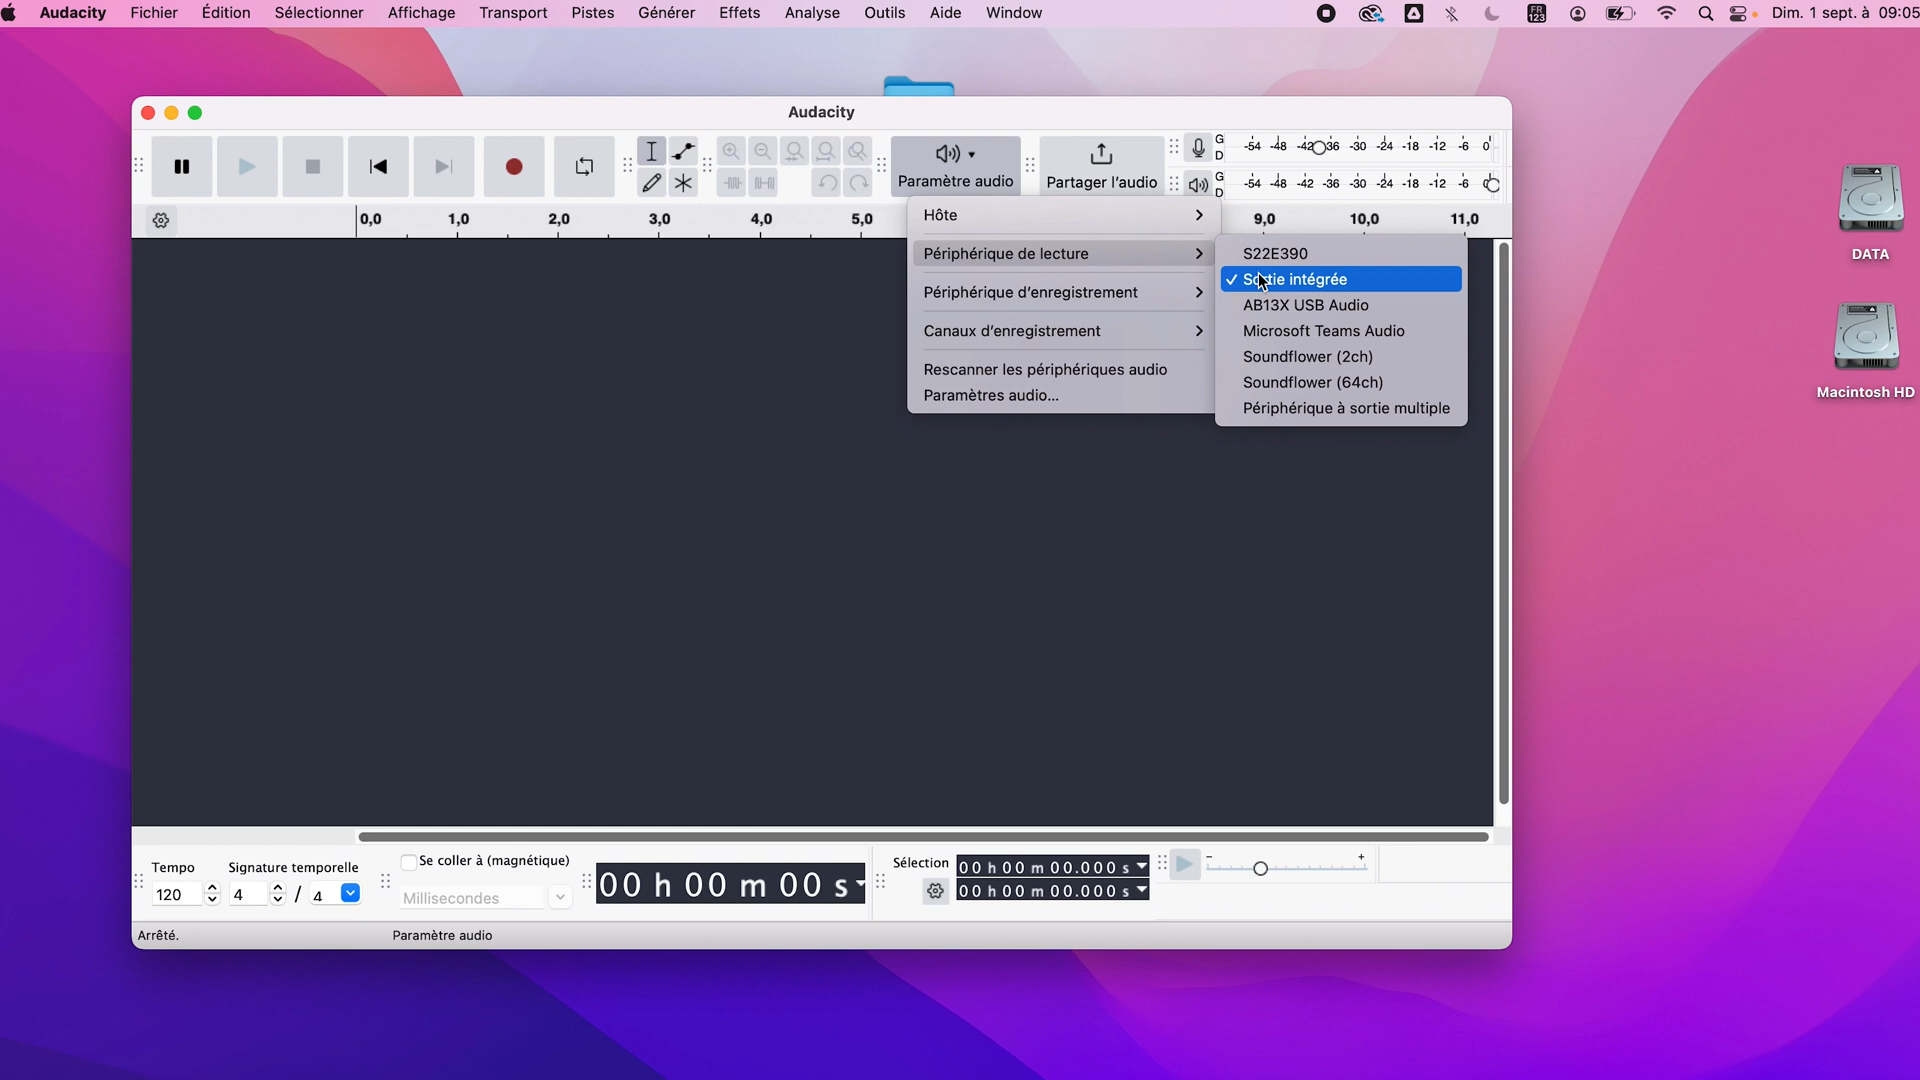 Audacity Fichier Édition Sélectionner Affichage Transport Pistes Générer Effets Analyse Outils Aide Window FR 123 Dim. 1 sept. à 09:05
Audacity
Paramètre audio
Partager l'audio
G -54 -48 -42 -36 -30 -24 -18 -12 -6 0
D
G -54 -48 -42 -36 -30 -24 -18 -12 -6 0
D
0,0 1,0 2,0 3,0 4,0 5,0 9,0 10,0 11,0
Hôte
Périphérique de lecture
Périphérique d'enregistrement
Canaux d'enregistrement
Rescanner les périphériques audio
Paramètres audio...
S22E390
✓ Sortie intégrée
AB13X USB Audio
Microsoft Teams Audio
Soundflower (2ch)
Soundflower (64ch)
Périphérique à sortie multiple
DATA
Macintosh HD
Tempo
120
Signature temporelle
4 / 4
Se coller à (magnétique)
Millisecondes
00 h 00 m 00 s
Sélection
00 h 00 m 00.000 s
00 h 00 m 00.000 s
- +
Arrêté.
Paramètre audio